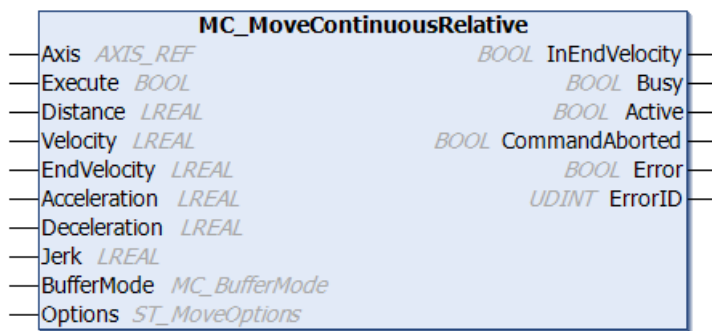 MC_MoveContinuousRelative
Axis AXIS_REF BOOL InEndVelocity
Execute BOOL BOOL Busy
Distance LREAL BOOL Active
Velocity LREAL BOOL CommandAborted
EndVelocity LREAL BOOL Error
Acceleration LREAL UDINT ErrorID
Deceleration LREAL
Jerk LREAL
BufferMode MC_BufferMode
Options ST_MoveOptions